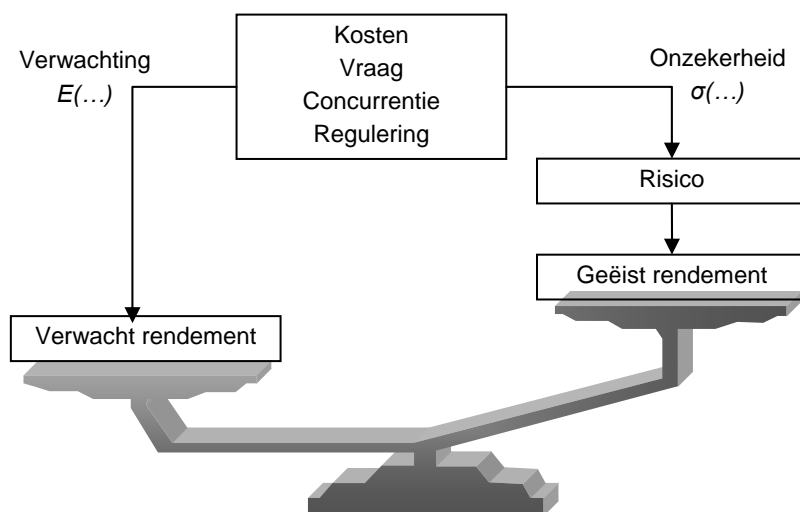 Kosten
Vraag
Concurrentie
Regulering
Verwachting
E(…)
Onzekerheid
σ(…)
Risico
Geëist rendement
Verwacht rendement